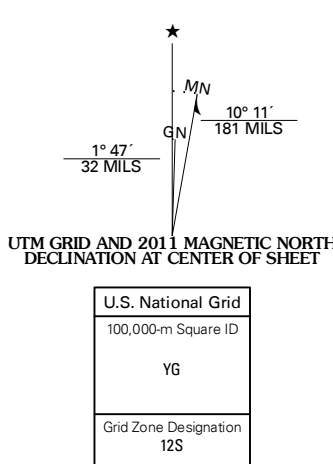 ★
MN
GN
10° 11´
181 MILS
1° 47´
32 MILS
UTM GRID AND 2011 MAGNETIC NORTH
DECLINATION AT CENTER OF SHEET
U.S. National Grid
100,000-m Square ID
YG
Grid Zone Designation
12S